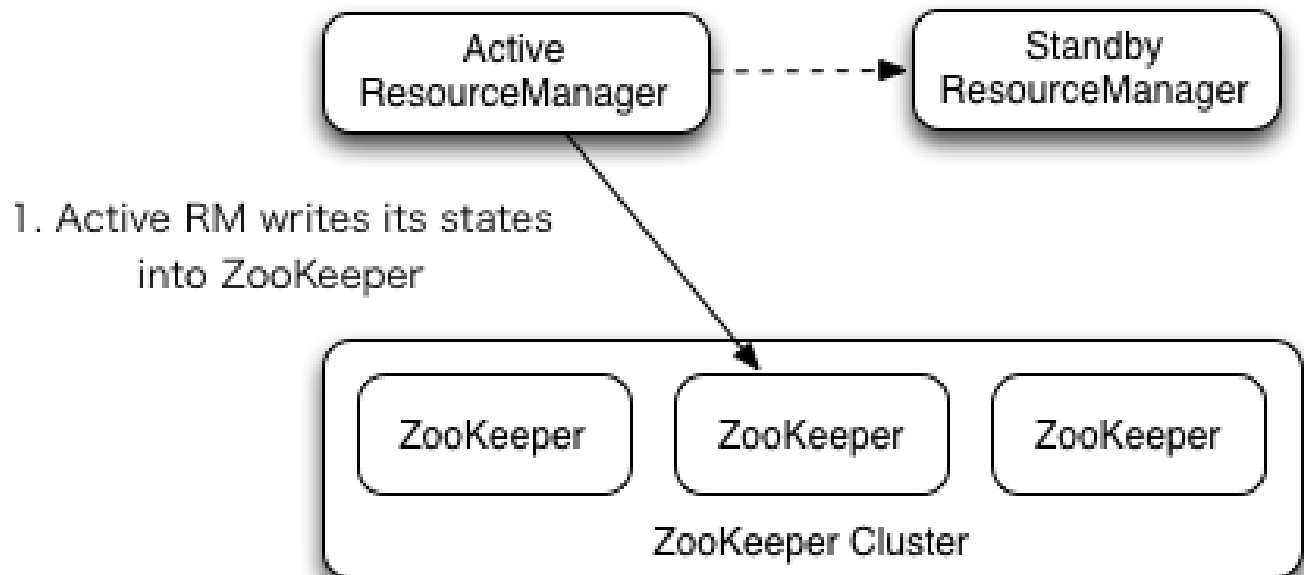 Active
ResourceManager
Standby
ResourceManager
1. Active RM writes its states
into ZooKeeper
ZooKeeper
ZooKeeper
ZooKeeper
ZooKeeper Cluster